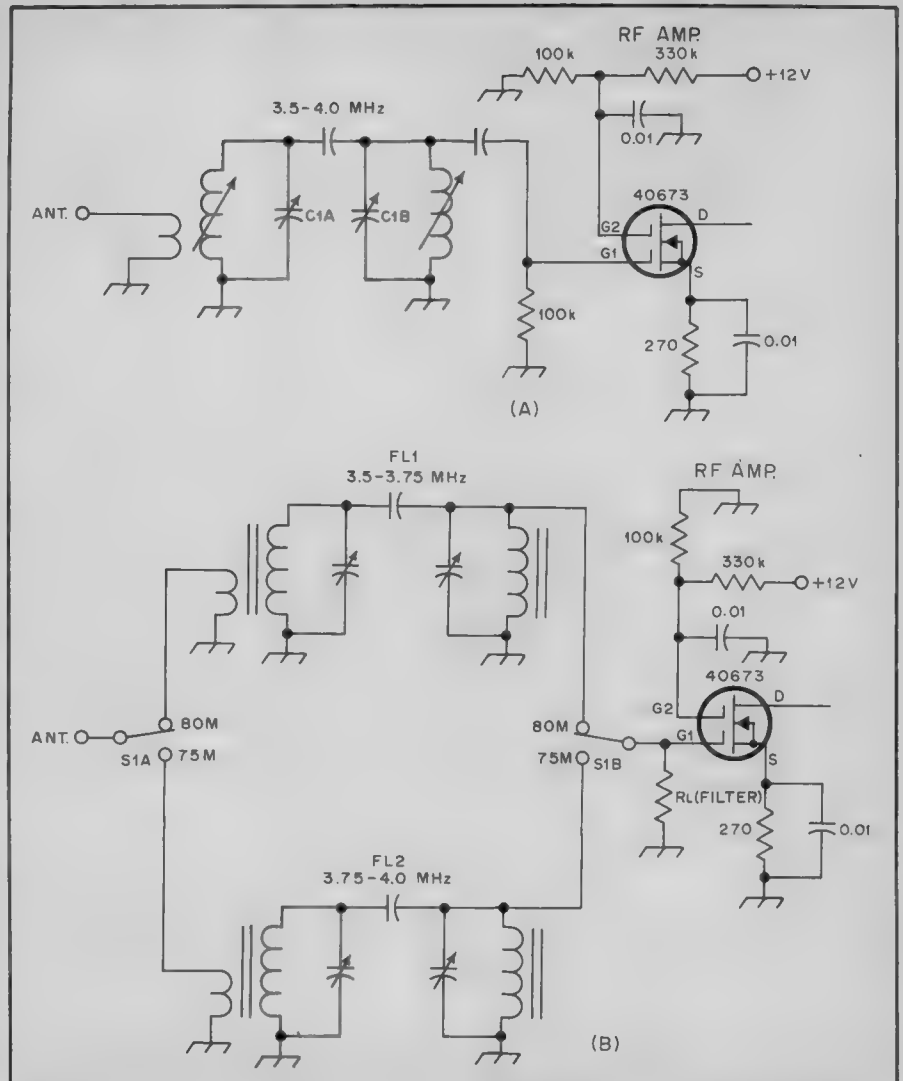 RF AMP.
100k
330k
+12V
3.5-4.0 MHz
0.01
40673
ANT.
C1A
C1B
G2
D
G1
S
100k
270
0.01
(A)
FL1
3.5-3.75 MHz
RF AMP.
100k
330k
+12V
0.01
40673
G2
D
80M
80M
ANT.
G1
S1A
75M
75M
S1B
S
RL(FILTER)
270
0.01
FL2
3.75-4.0 MHz
(B)